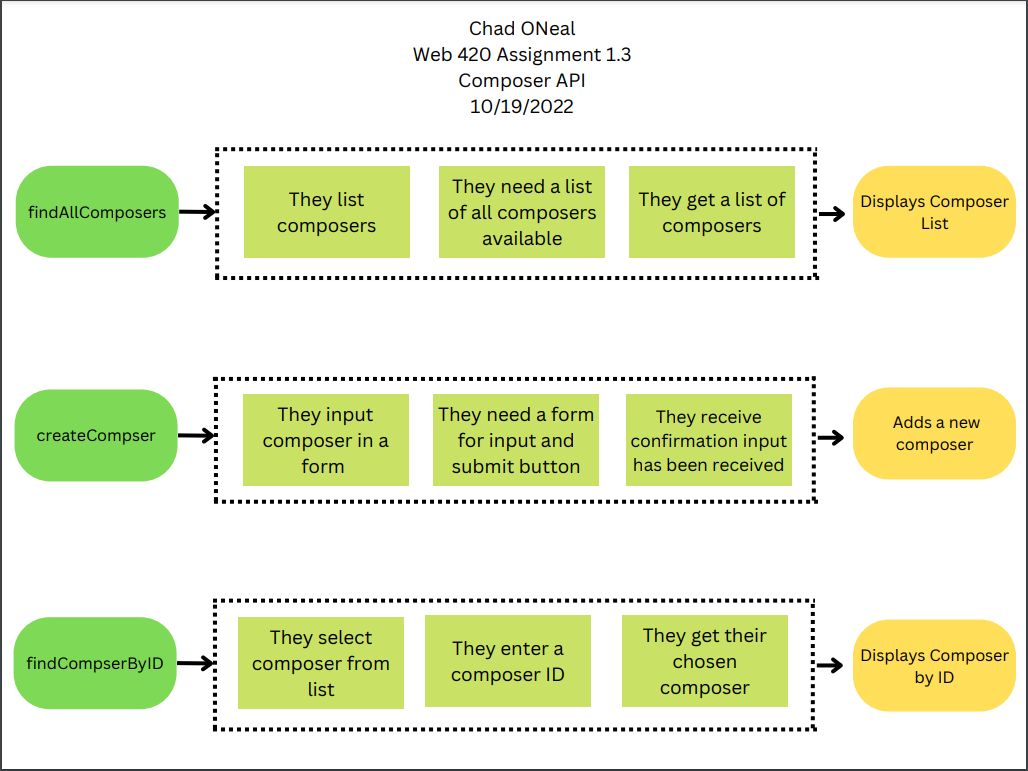 Chad ONeal
Web 420 Assignment 1.3
Composer API
10/19/2022
findAllComposers
They list
composers
They need a list
of all composers
available
They get a list of
composers
Displays Composer
List
createCompser
They input
composer in a
form
They need a form
for input and
submit button
They receive
confirmation input
has been received
Adds a new
composer
findCompserByID
They select
composer from
list
They enter a
composer ID
They get their
chosen
composer
Displays Composer
by ID